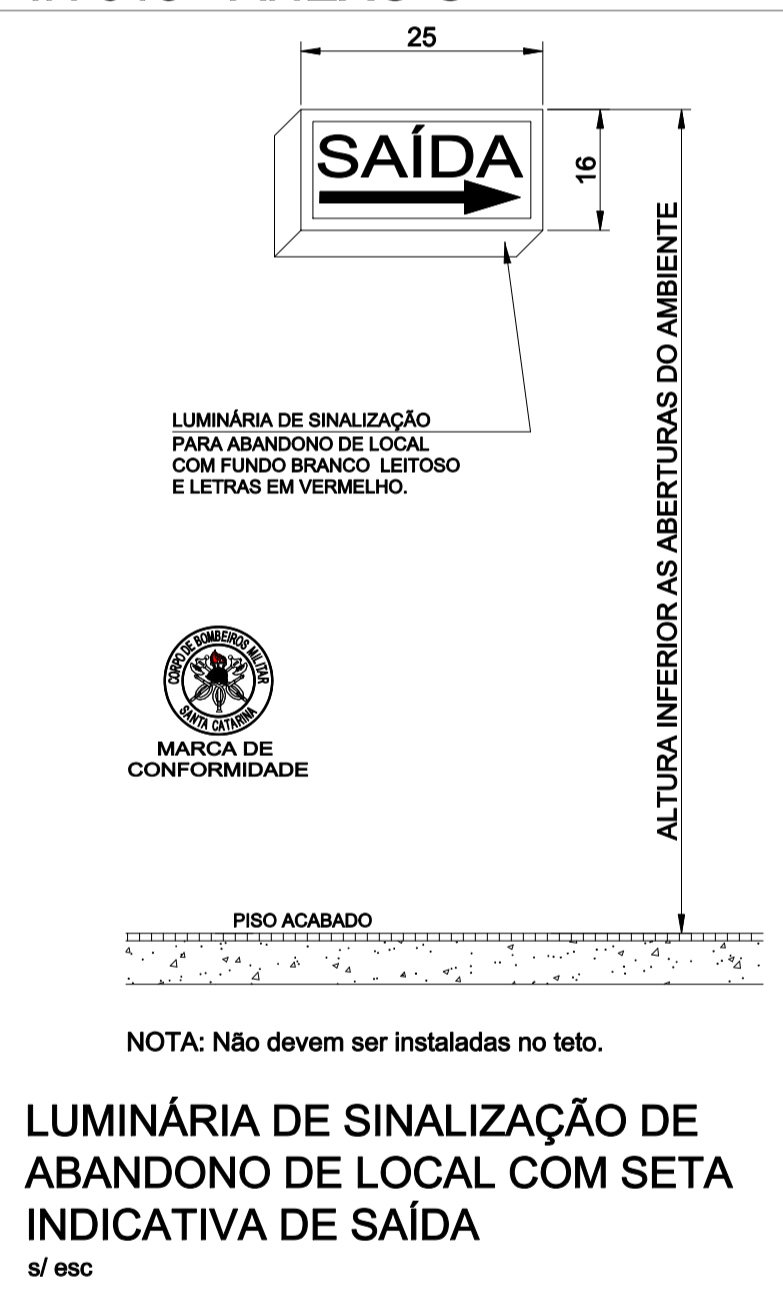 25
SAÍDA
16
ALTURA INFERIOR AS ABERTURAS DO AMBIENTE
LUMINÁRIA DE SINALIZAÇÃO
PARA ABANDONO DE LOCAL
COM FUNDO BRANCO LEITOSO
E LETRAS EM VERMELHO.
CORPO DE BOMBEIROS MILITAR
SANTA CATARINA
MARCA DE
CONFORMIDADE
PISO ACABADO
NOTA: Não devem ser instaladas no teto.
LUMINÁRIA DE SINALIZAÇÃO DE
ABANDONO DE LOCAL COM SETA
INDICATIVA DE SAÍDA
s/ esc